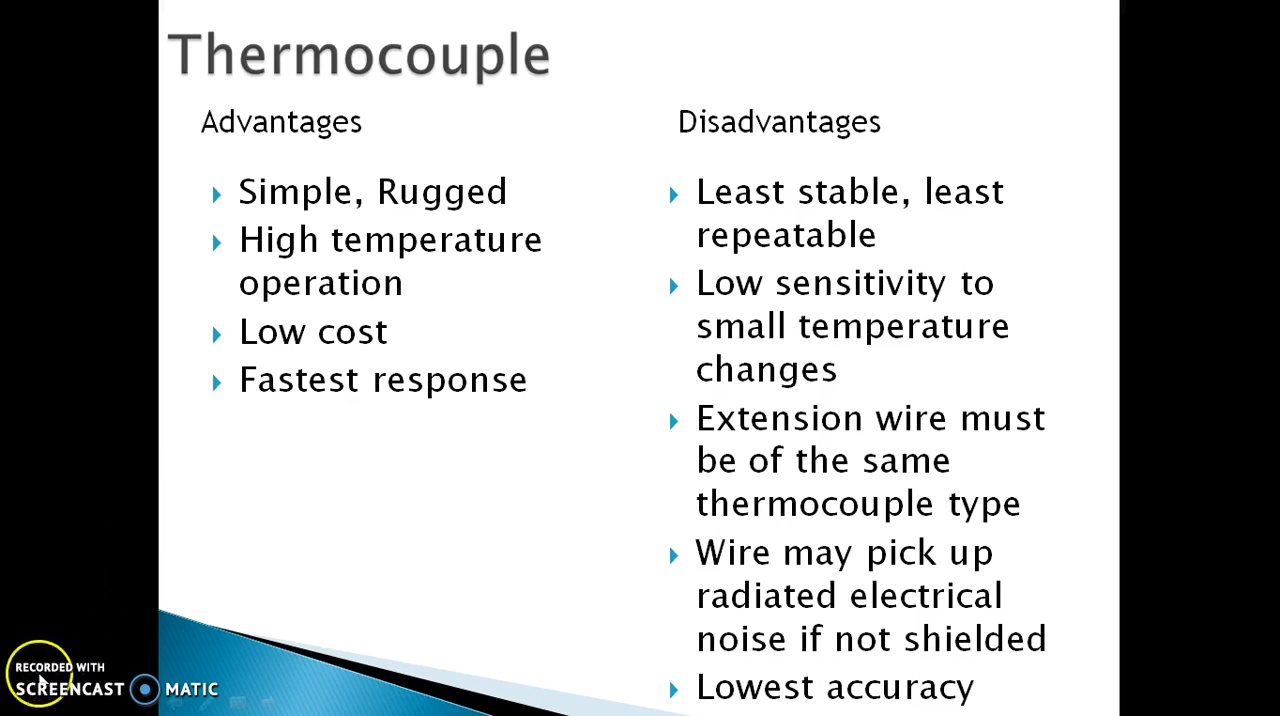 Thermocouple
Advantages
Simple, Rugged
High temperature
operation
Low cost
Fastest response
Disadvantages
Least stable, least
repeatable
Low sensitivity to
small temperature
changes
Extension wire must
be of the same
thermocouple type
Wire may pick up
radiated electrical
noise if not shielded
Lowest accuracy
RECORDED WITH
SCREENCAST MATIC